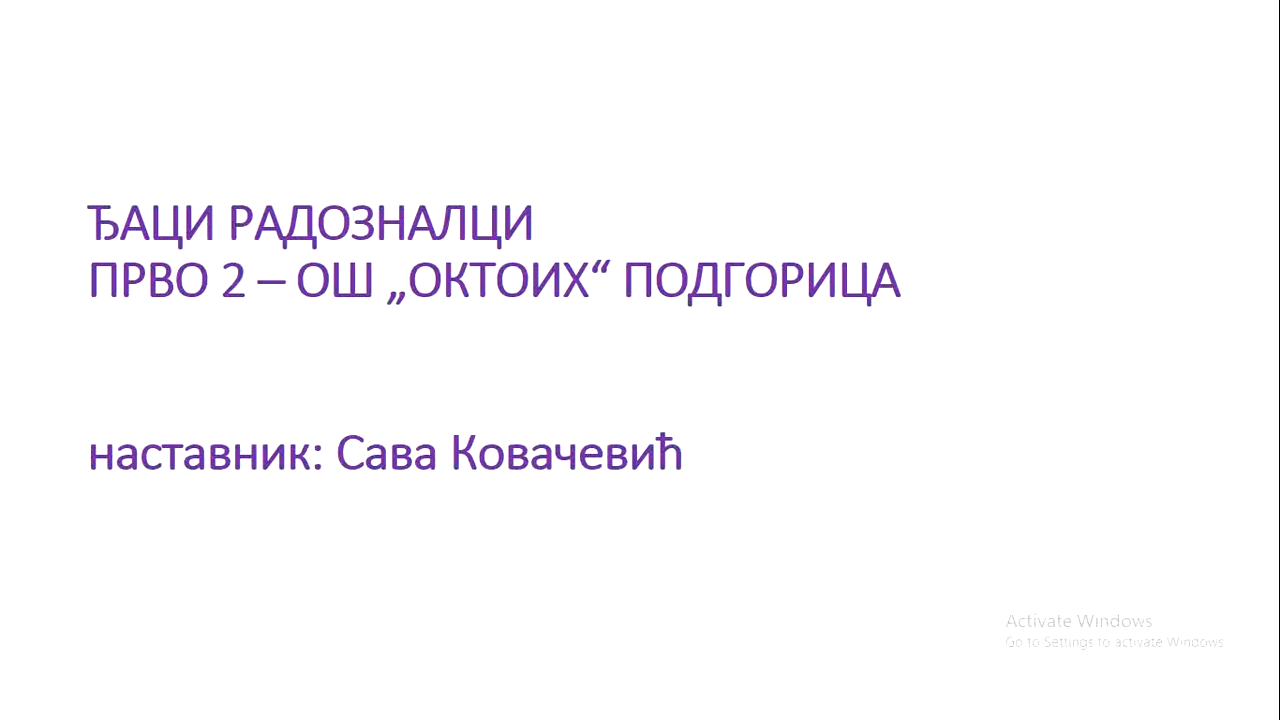 ЂАЦИ РАДОЗНАЛЦИ
ПРВО 2 – ОШ „ОКТОИХ“ ПОДГОРИЦА
наставник: Сава Ковачевић
Activate Windows
Go to Settings to activate Windows